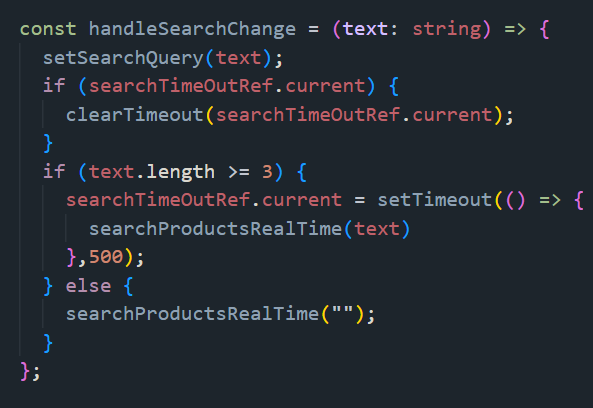 const handleSearchChange = (text: string) => {
  setSearchQuery(text);
  if (searchTimeOutRef.current) {
    clearTimeout(searchTimeOutRef.current);
  }
  if (text.length >= 3) {
    searchTimeOutRef.current = setTimeout(() => {
      searchProductsRealTime(text)
    },500);
  } else {
    searchProductsRealTime("");
  }
};